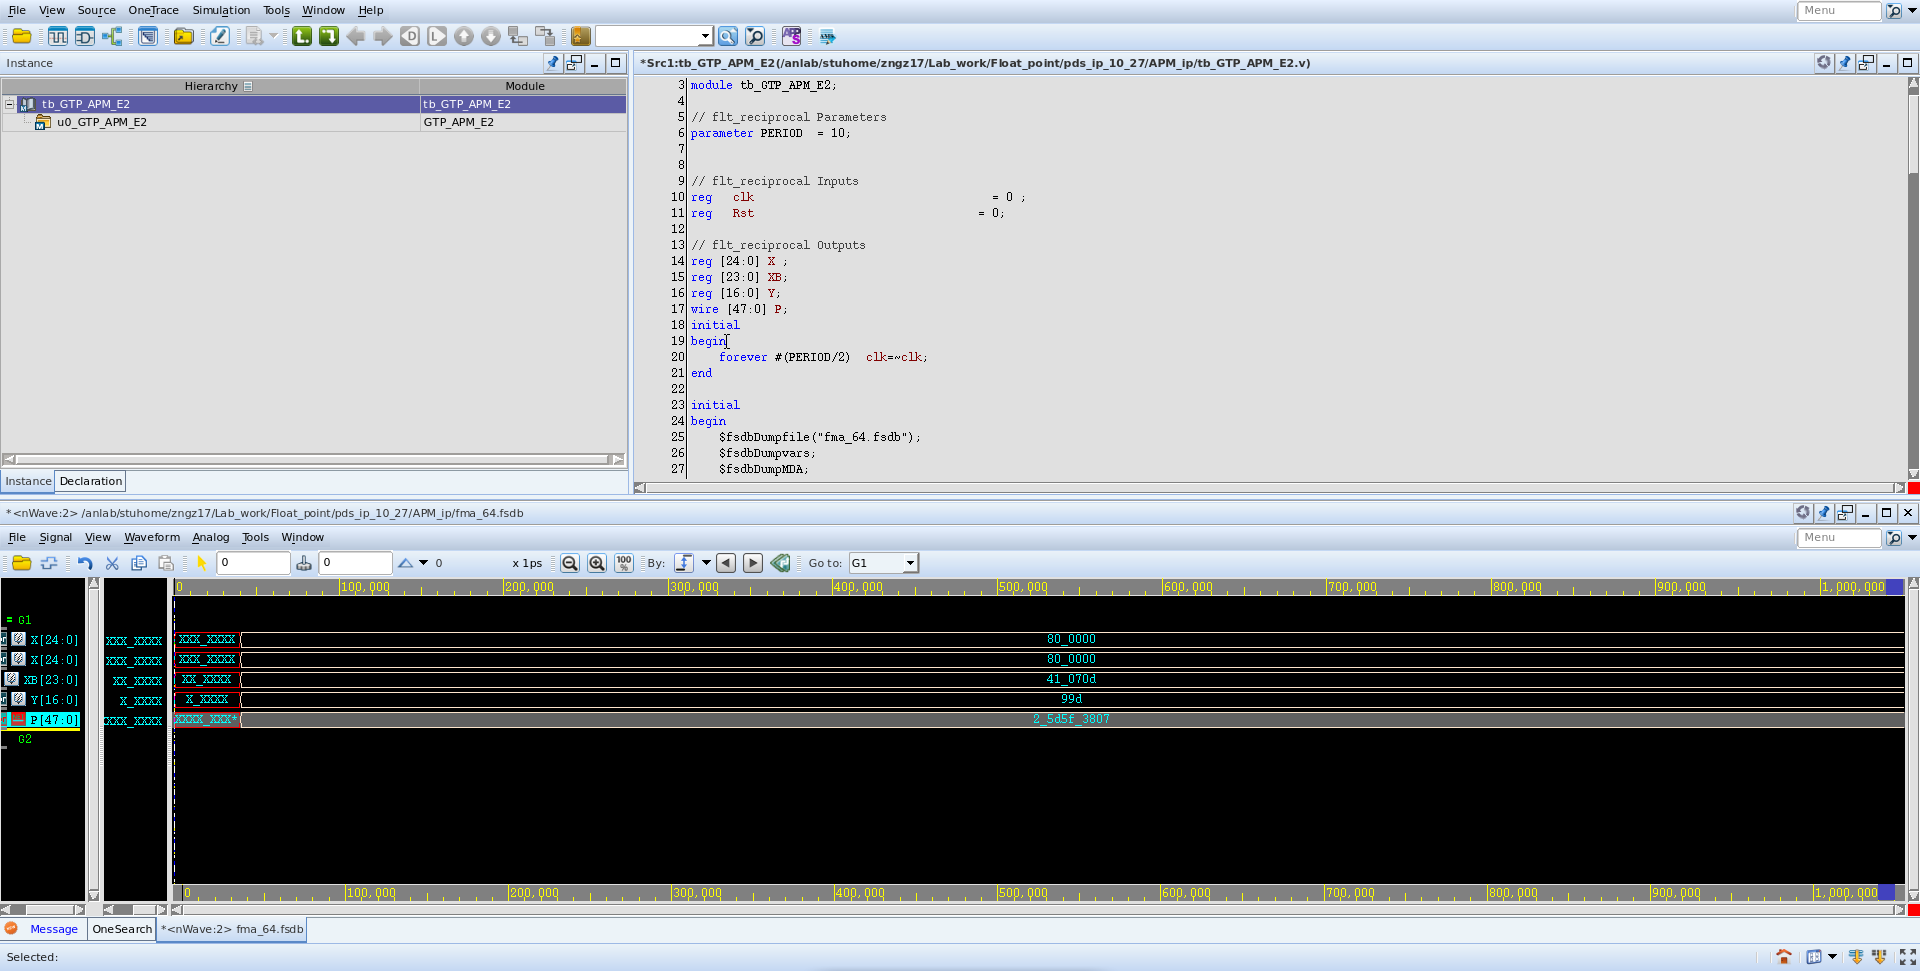 File View Source OneTrace Simulation Tools Window Help
Menu
Instance
Hierarchy Module
tb_GTP_APM_E2 tb_GTP_APM_E2
u0_GTP_APM_E2 GTP_APM_E2
Instance Declaration
*Src1:tb_GTP_APM_E2(/anlab/stuhome/zngz17/Lab_work/Float_point/pds_ip_10_27/APM_ip/tb_GTP_APM_E2.v)
3 module tb_GTP_APM_E2;
4
5 // flt_reciprocal Parameters
6 parameter PERIOD = 10;
7
8
9 // flt_reciprocal Inputs
10 reg clk = 0 ;
11 reg Rst = 0;
12
13 // flt_reciprocal Outputs
14 reg [24:0] X ;
15 reg [23:0] XB;
16 reg [16:0] Y;
17 wire [47:0] P;
18 initial
19 begin
20 forever #(PERIOD/2) clk=~clk;
21 end
22
23 initial
24 begin
25 $fsdbDumpfile("fma_64.fsdb");
26 $fsdbDumpvars;
27 $fsdbDumpMDA;
*<nWave:2> /anlab/stuhome/zngz17/Lab_work/Float_point/pds_ip_10_27/APM_ip/fma_64.fsdb
File Signal View Waveform Analog Tools Window
Menu
0 0 0 x 1ps 100% By: Go to: G1
0 100,000 200,000 300,000 400,000 500,000 600,000 700,000 800,000 900,000 1,000,000
= G1
X[24:0] XXX_XXXX XXX_XXXX 80_0000
X[24:0] XXX_XXXX XXX_XXXX 80_0000
XB[23:0] XX_XXXX XX_XXXX 41_070d
Y[16:0] X_XXXX X_XXXX 99d
P[47:0] XXXX_XXXX XXXX_XXX* 2_5d5f_3807
G2
0 100,000 200,000 300,000 400,000 500,000 600,000 700,000 800,000 900,000 1,000,000
Message OneSearch *<nWave:2> fma_64.fsdb
Selected: